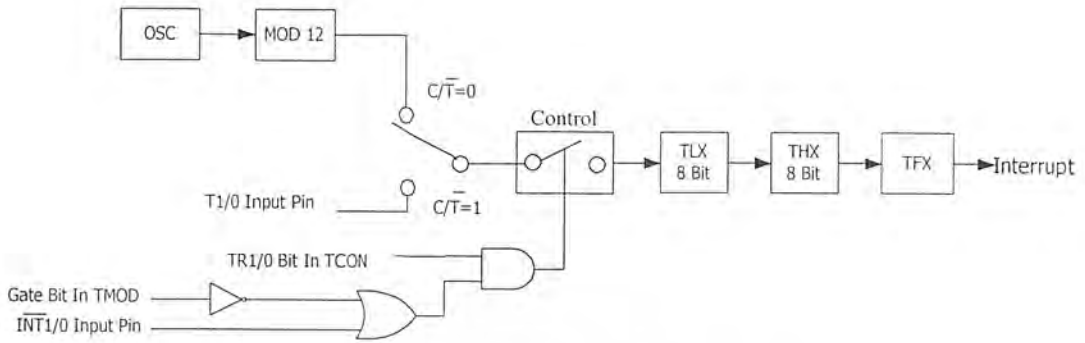 OSC
MOD 12
C/T̅=0
Control
TLX
8 Bit
THX
8 Bit
TFX
Interrupt
T1/0 Input Pin
C/T̅=1
TR1/0 Bit In TCON
Gate Bit In TMOD
I̅N̅T̅1/0 Input Pin